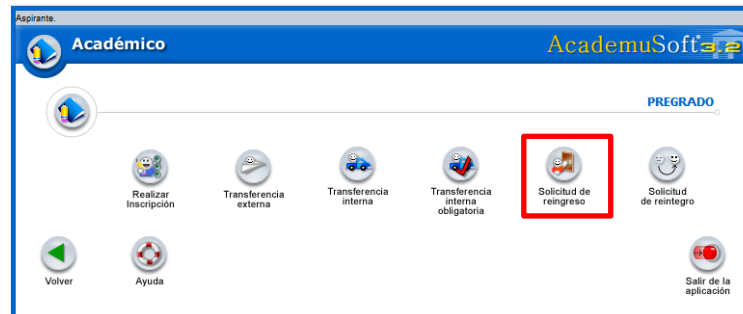 Aspirante.
Académico
AcademuSoft 3.2
PREGRADO
Realizar
Inscripción
Transferencia
externa
Transferencia
interna
Transferencia
interna
obligatoria
Solicitud de
reingreso
Solicitud
de reintegro
Volver
Ayuda
Salir de la
aplicación